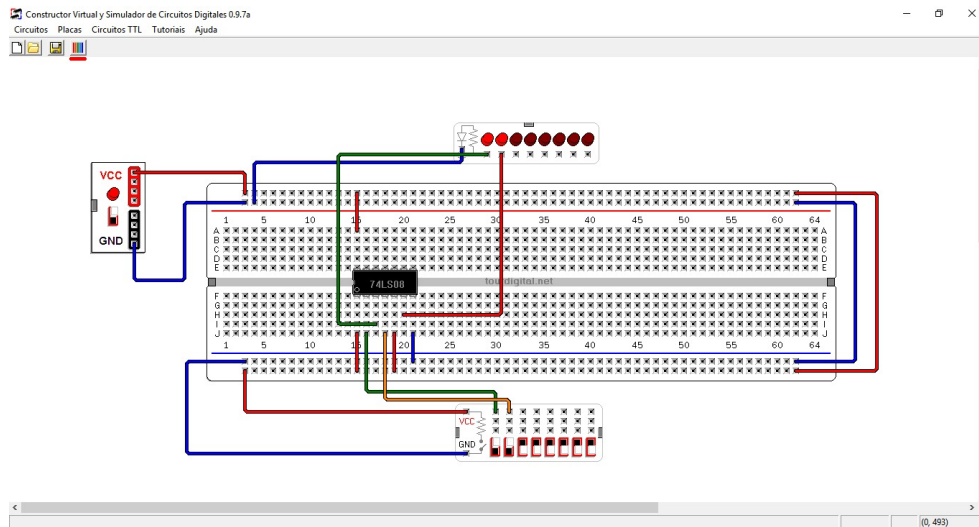 Constructor Virtual y Simulador de Circuitos Digitales 0.9.7a
Circuitos Placas Circuitos TTL Tutoriais Ajuda
VCC
GND
1 5 10 15 20 25 30 35 40 45 50 55 60 64
A A
B B
C C
D D
E E
74LS08
tourdigital.net
F F
G G
H H
I I
J J
1 5 10 15 20 25 30 35 40 45 50 55 60 64
VCC
GND
(0, 493)